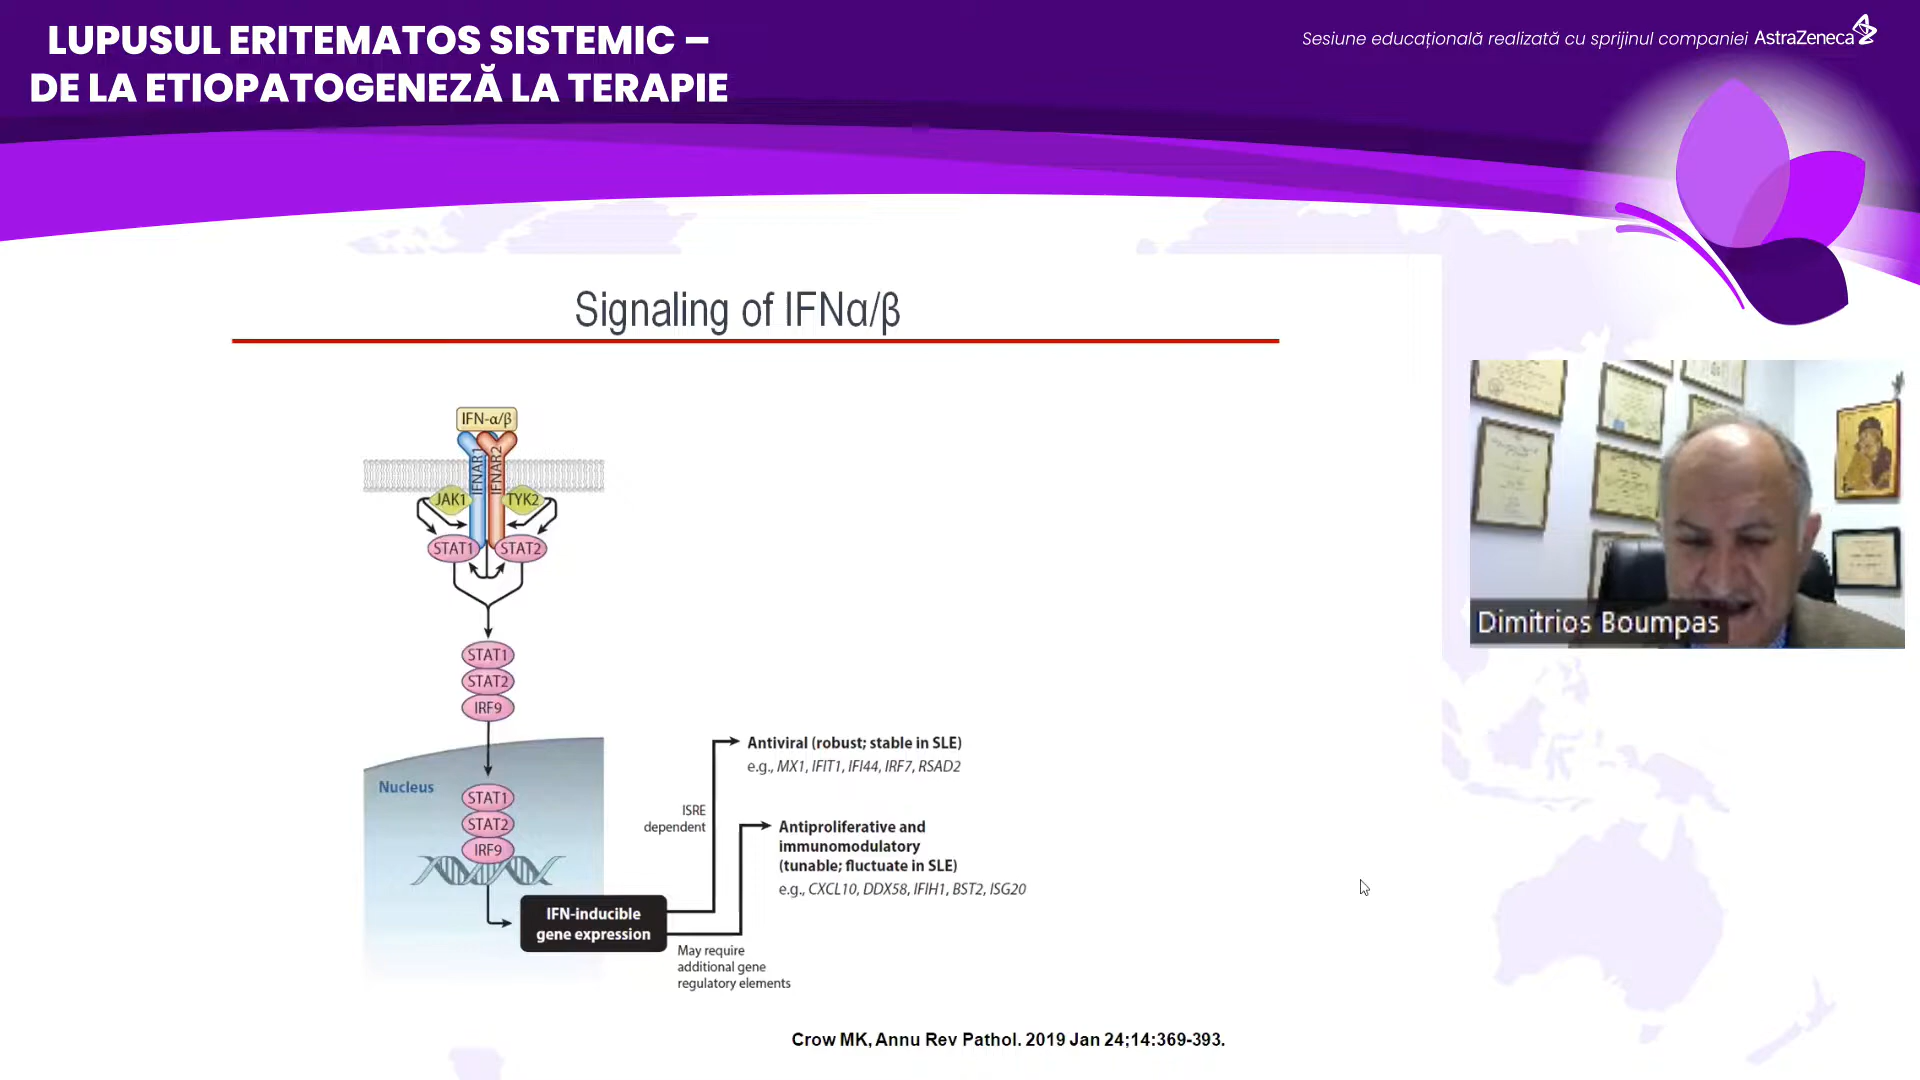 LUPUSUL ERITEMATOS SISTEMIC –
DE LA ETIOPATOGENEZĂ LA TERAPIE
Sesiune educațională realizată cu sprijinul companiei AstraZeneca
Signaling of IFNα/β
IFN-α/β
IFNAR1
IFNAR2
JAK1
TYK2
STAT1
STAT2
STAT1
STAT2
IRF9
Nucleus
STAT1
STAT2
IRF9
IFN-inducible
gene expression
ISRE
dependent
Antiviral (robust; stable in SLE)
e.g., MX1, IFIT1, IFI44, IRF7, RSAD2
Antiproliferative and
immunomodulatory
(tunable; fluctuate in SLE)
e.g., CXCL10, DDX58, IFIH1, BST2, ISG20
May require
additional gene
regulatory elements
Crow MK, Annu Rev Pathol. 2019 Jan 24;14:369-393.
Dimitrios Boumpas